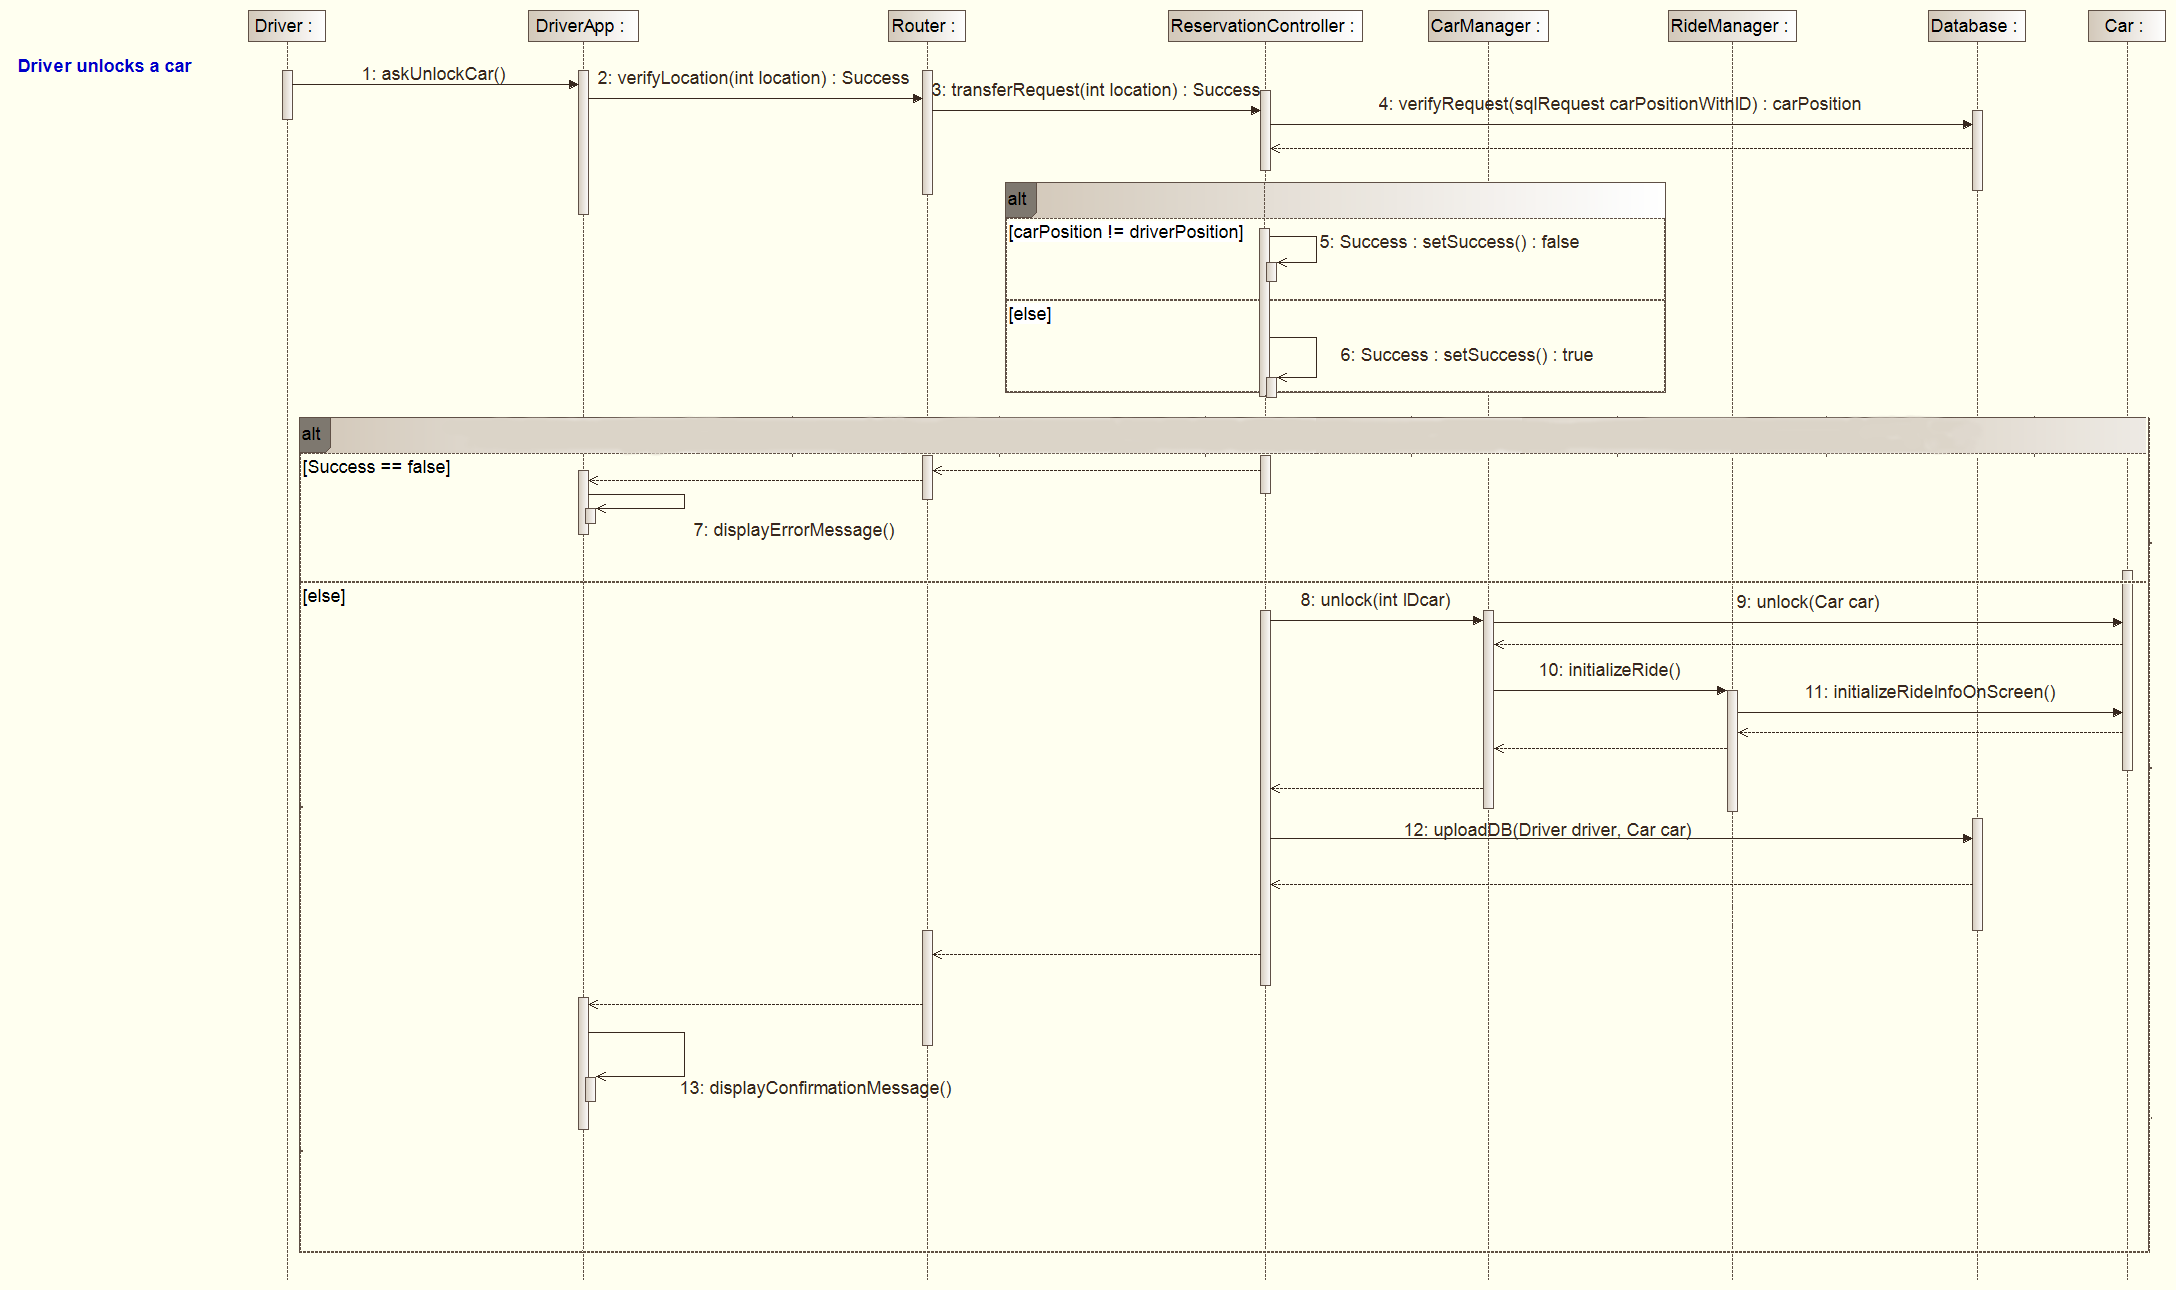 Driver :
DriverApp :
Router :
ReservationController :
CarManager :
RideManager :
Database :
Car :
Driver unlocks a car
1: askUnlockCar()
2: verifyLocation(int location) : Success
3: transferRequest(int location) : Success
4: verifyRequest(sqlRequest carPositionWithID) : carPosition
alt
[carPosition != driverPosition]
5: Success : setSuccess() : false
[else]
6: Success : setSuccess() : true
alt
[Success == false]
7: displayErrorMessage()
[else]
8: unlock(int IDcar)
9: unlock(Car car)
10: initializeRide()
11: initializeRideInfoOnScreen()
12: uploadDB(Driver driver, Car car)
13: displayConfirmationMessage()